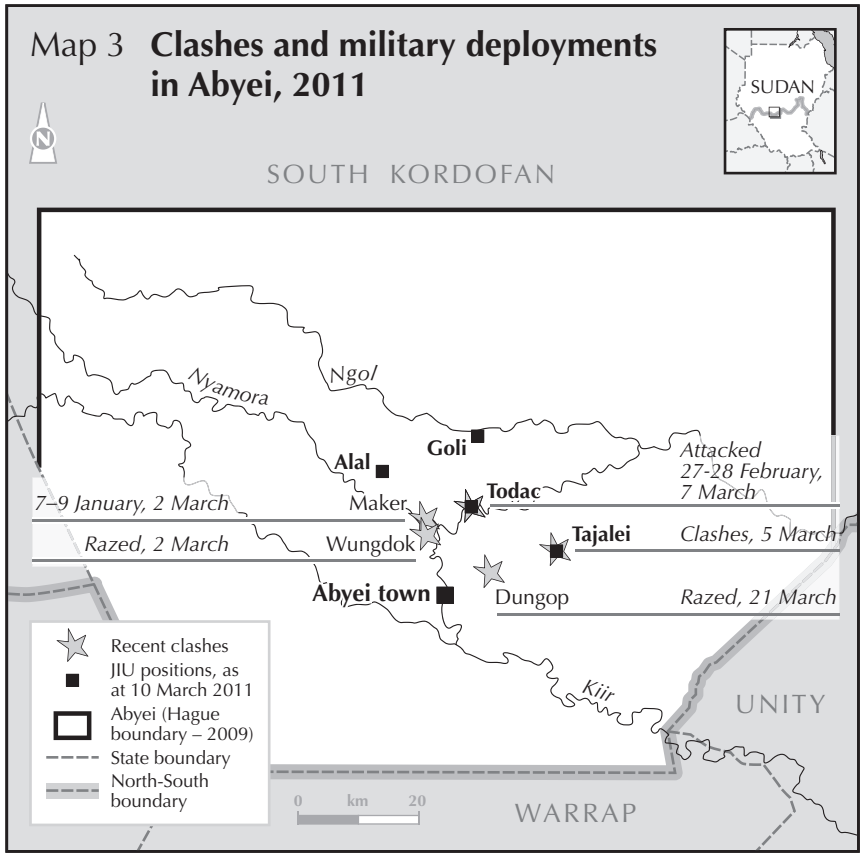 Map 3 Clashes and military deployments
in Abyei, 2011
SUDAN
N
SOUTH KORDOFAN
Nyamora
Ngol
Goli
Alal
Attacked
27-28 February,
7 March
Todac
7–9 January, 2 March
Maker
Tajalei
Clashes, 5 March
Razed, 2 March
Wungdok
Abyei town
Dungop
Razed, 21 March
Kiir
UNITY
WARRAP
Recent clashes
JIU positions, as
at 10 March 2011
Abyei (Hague
boundary – 2009)
State boundary
North-South
boundary
0 km 20